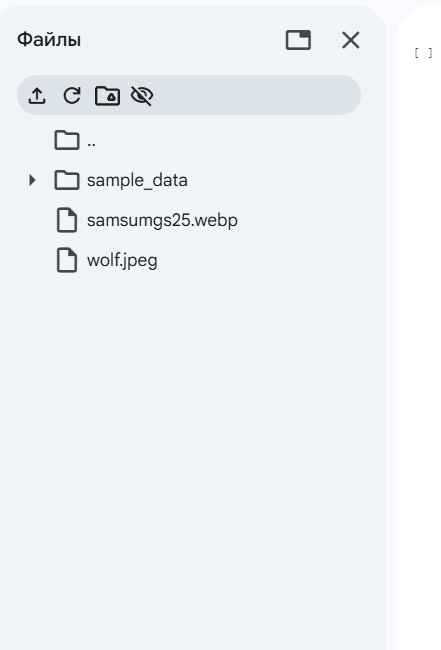 Файлы
[ ]
..
sample_data
samsumgs25.webp
wolf.jpeg